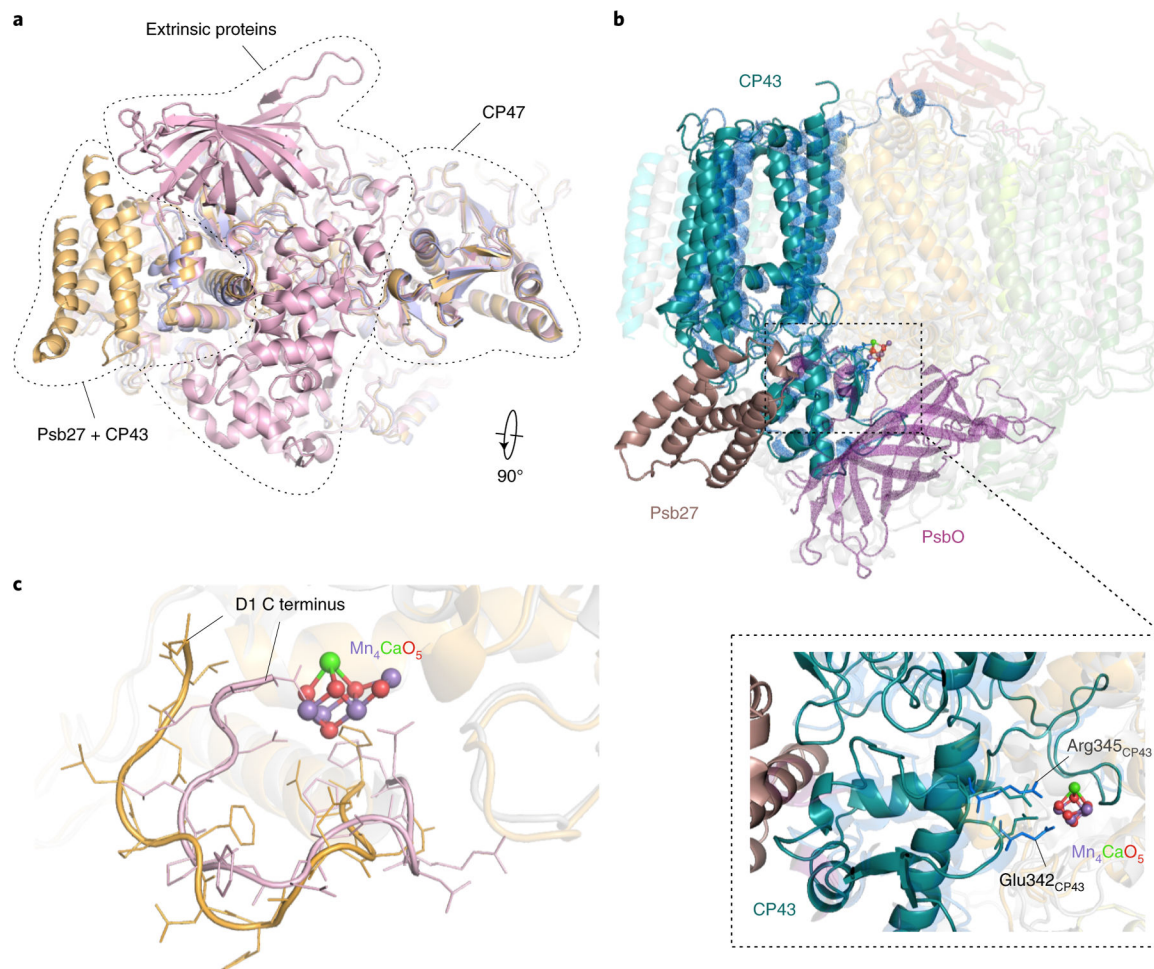 a
Extrinsic proteins
CP47
Psb27 + CP43
90°
b
CP43
Psb27
PsbO
c
D1 C terminus
Mn₄CaO₅
Arg345CP43
Mn₄CaO₅
Glu342CP43
CP43